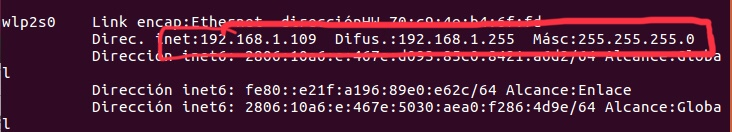 wlp2s0 Link encap:Ethernet direcciónHW 70:c9:4e:b4:6f:fd
Direc. inet:192.168.1.109 Difus.:192.168.1.255 Másc:255.255.255.0
Dirección inet6: 2806:10a6:e:467e:d095:85c0:8421:a6d2/64 Alcance:Globa
l
Dirección inet6: fe80::e21f:a196:89e0:e62c/64 Alcance:Enlace
Dirección inet6: 2806:10a6:e:467e:5030:aea0:f286:4d9e/64 Alcance:Globa
l